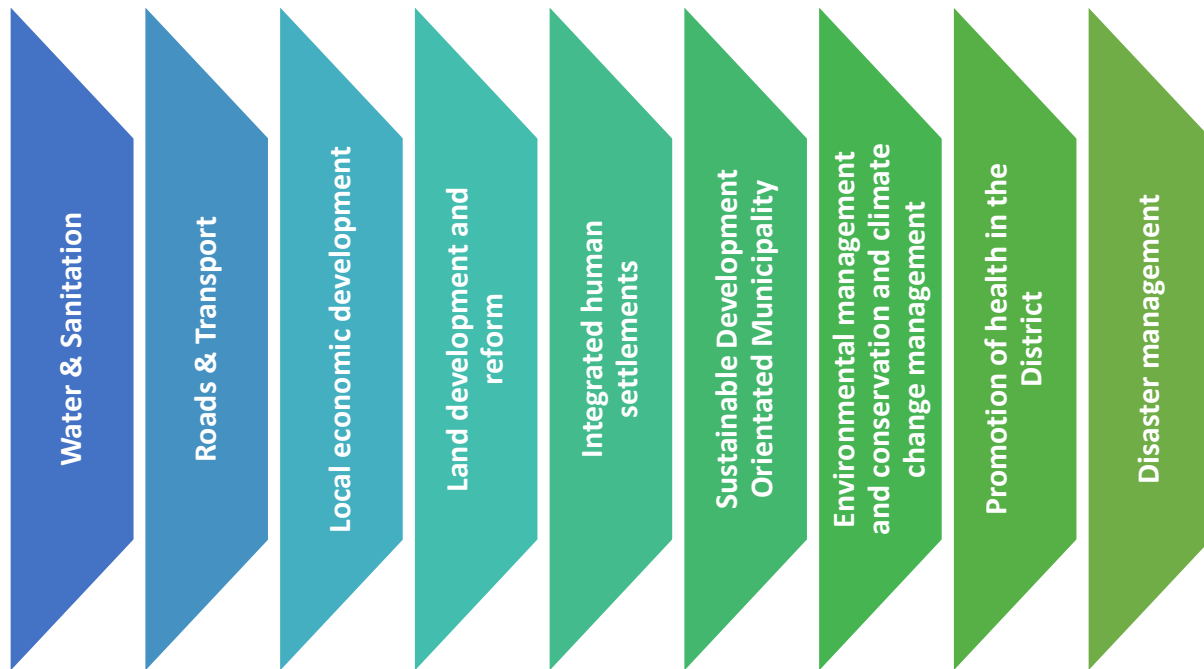 Water & Sanitation
Roads & Transport
Local economic development
Land development and
reform
Integrated human
settlements
Sustainable Development
Orientated Municipality
Environmental management
and conservation and climate
change management
Promotion of health in the
District
Disaster management